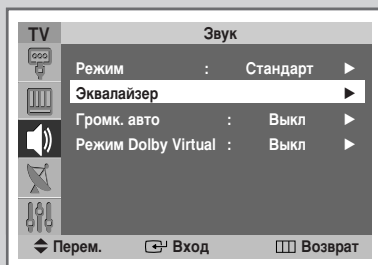 TV Звук
Режим : Стандарт ►
Эквалайзер ►
Громк. авто : Выкл ►
Режим Dolby Virtual : Выкл ►
Перем. Вход Возврат